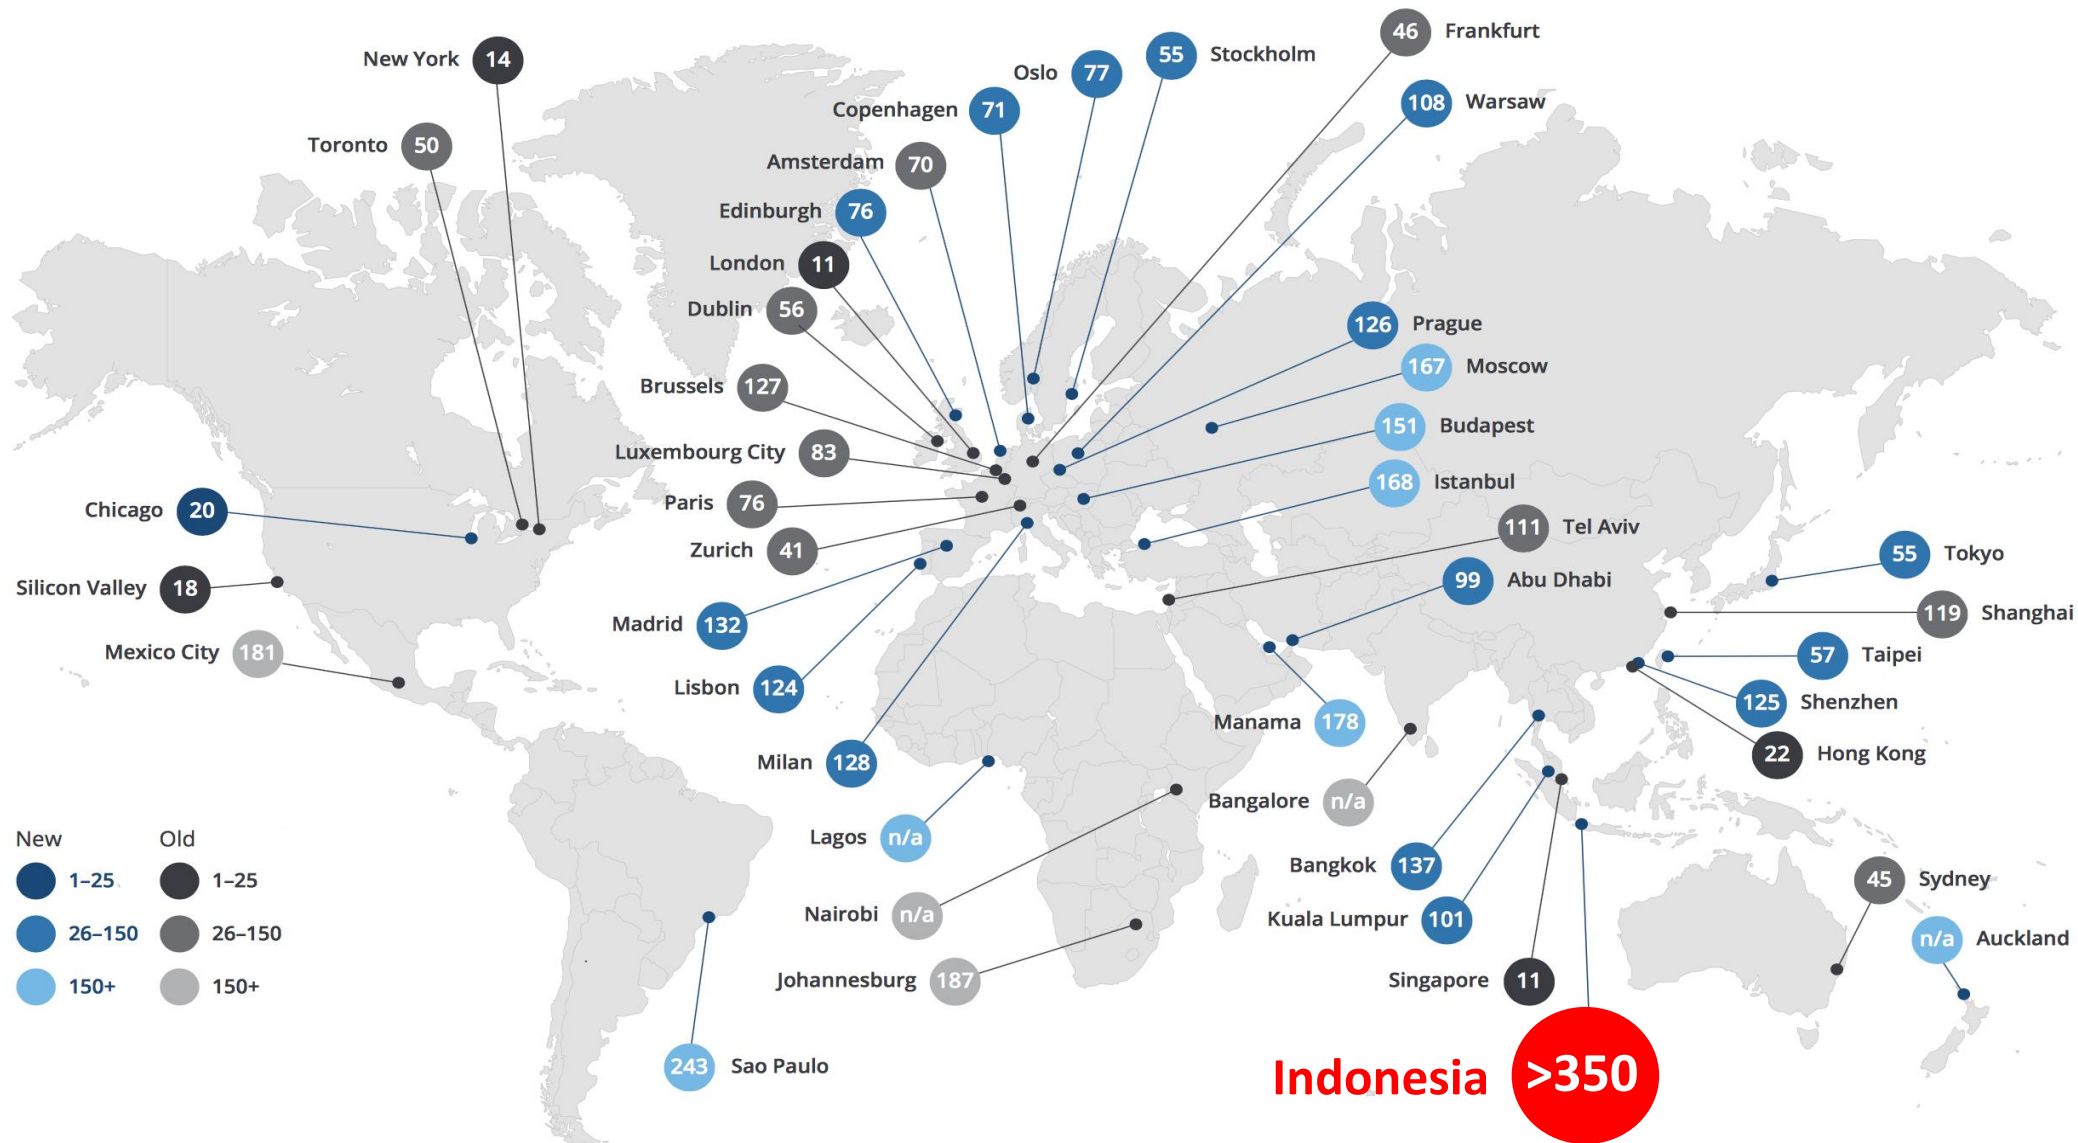 New York 14
Toronto 50
Copenhagen 71
Oslo 77
55 Stockholm
46 Frankfurt
108 Warsaw
Amsterdam 70
Edinburgh 76
London 11
Dublin 56
Brussels 127
Luxembourg City 83
Paris 76
Zurich 41
Madrid 132
Lisbon 124
Milan 128
126 Prague
167 Moscow
151 Budapest
168 Istanbul
111 Tel Aviv
99 Abu Dhabi
Chicago 20
Silicon Valley 18
Mexico City 181
55 Tokyo
119 Shanghai
57 Taipei
125 Shenzhen
22 Hong Kong
Manama 178
Bangalore n/a
Lagos n/a
Nairobi n/a
Johannesburg 187
Bangkok 137
Kuala Lumpur 101
Singapore 11
45 Sydney
n/a Auckland
243 Sao Paulo
Indonesia >350
New Old
1–25 1–25
26–150 26–150
150+ 150+